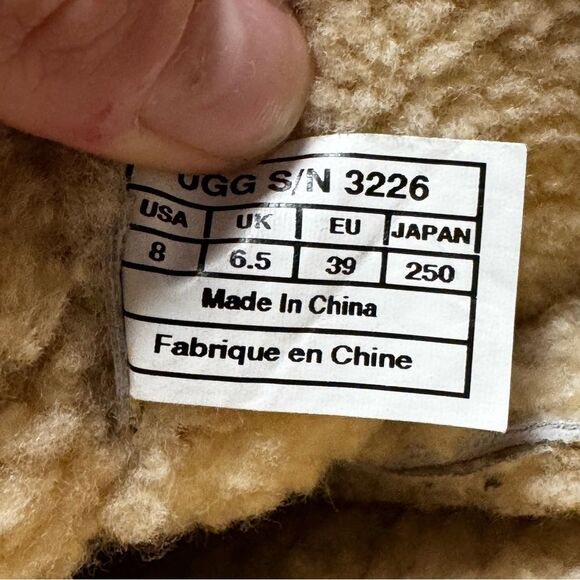 UGG S/N 3226
USA UK EU JAPAN
8 6.5 39 250
Made In China
Fabrique en Chine